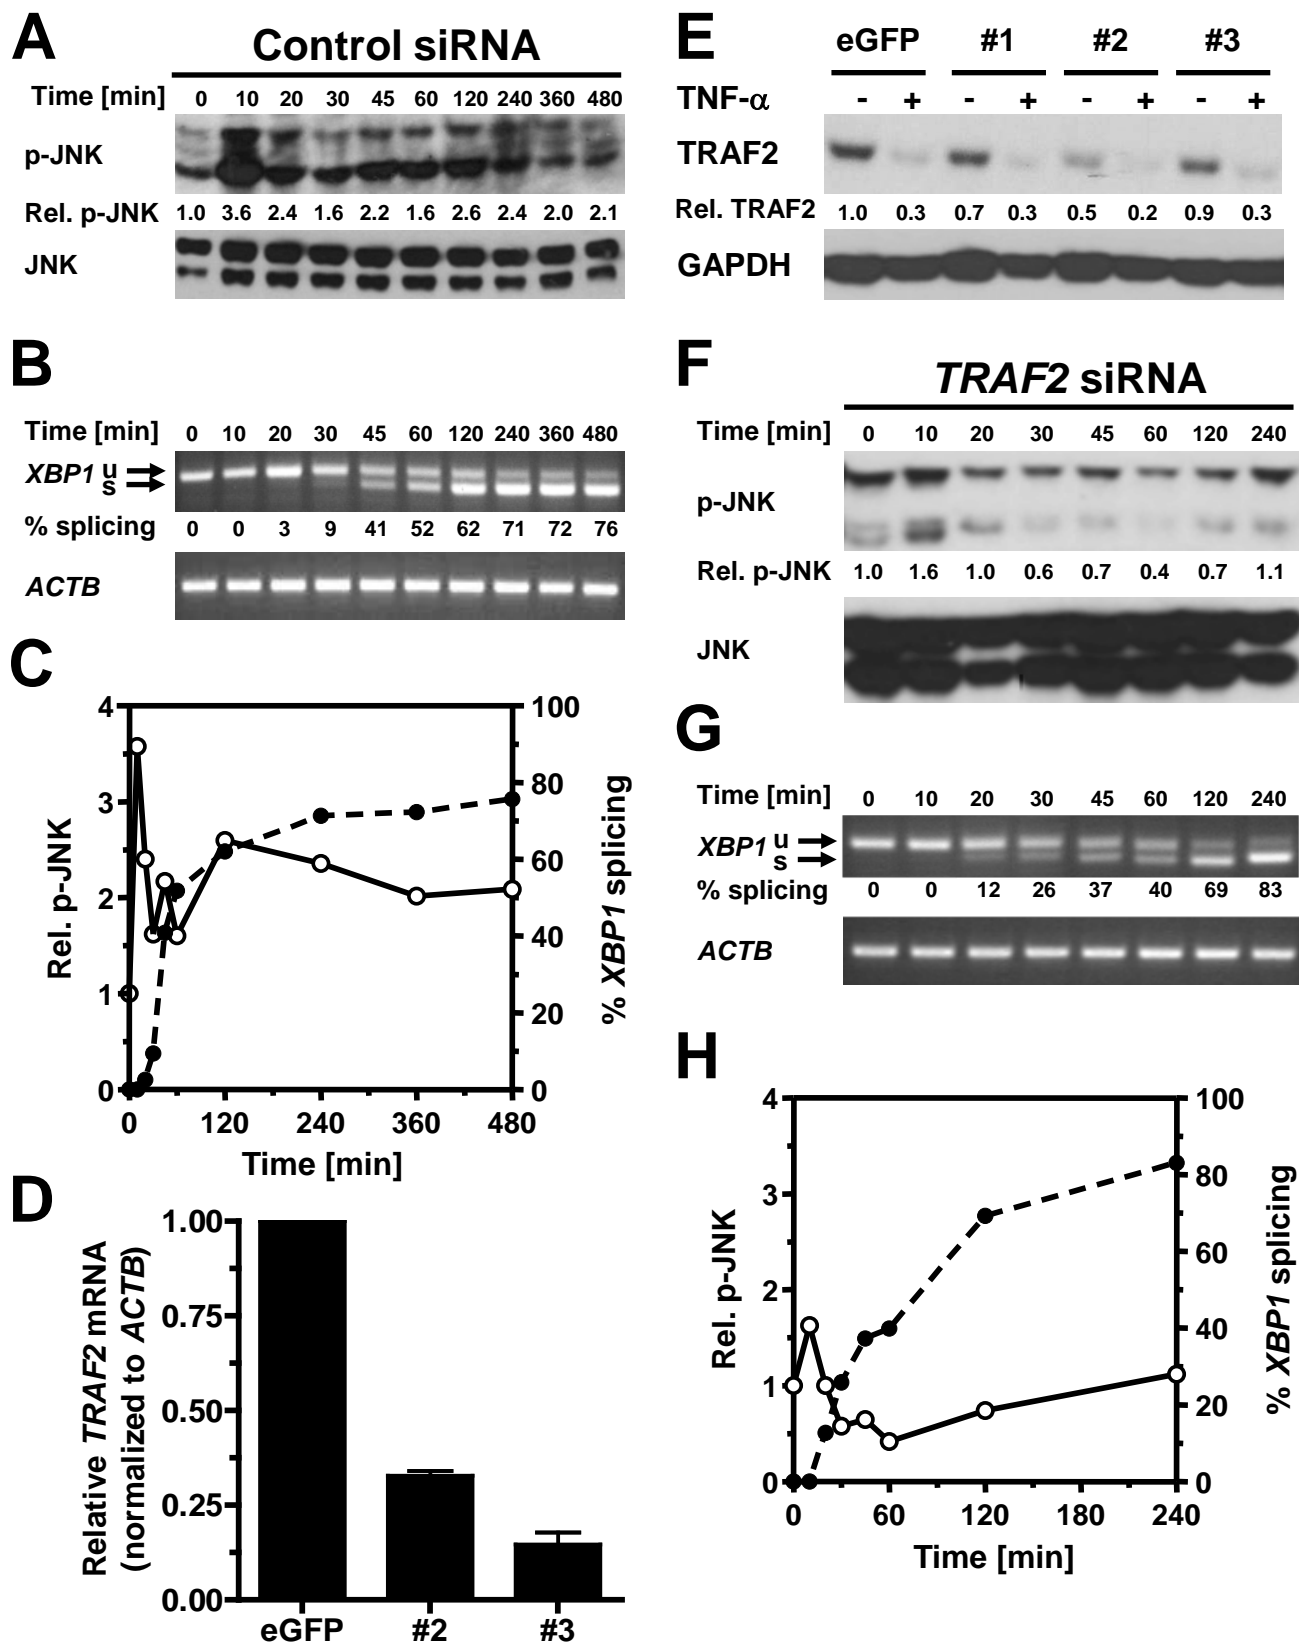 A
Control siRNA
Time [min] 0 10 20 30 45 60 120 240 360 480
p-JNK
Rel. p-JNK 1.0 3.6 2.4 1.6 2.2 1.6 2.6 2.4 2.0 2.1
JNK
B
Time [min] 0 10 20 30 45 60 120 240 360 480
XBP1 u
s
% splicing 0 0 3 9 41 52 62 71 72 76
ACTB
C
4 100
3 80
60
2
40
1
20
0 0
0 120 240 360 480
Rel. p-JNK
% XBP1 splicing
Time [min]
D
Relative TRAF2 mRNA
(normalized to ACTB)
1.00
0.75
0.50
0.25
0.00
eGFP #2 #3
E
eGFP #1 #2 #3
TNF-α - + - + - + - +
TRAF2
Rel. TRAF2 1.0 0.3 0.7 0.3 0.5 0.2 0.9 0.3
GAPDH
F
TRAF2 siRNA
Time [min] 0 10 20 30 45 60 120 240
p-JNK
Rel. p-JNK 1.0 1.6 1.0 0.6 0.7 0.4 0.7 1.1
JNK
G
Time [min] 0 10 20 30 45 60 120 240
XBP1 u
s
% splicing 0 0 12 26 37 40 69 83
ACTB
H
4 100
3 80
60
2
40
1
20
0 0
0 60 120 180 240
Rel. p-JNK
% XBP1 splicing
Time [min]